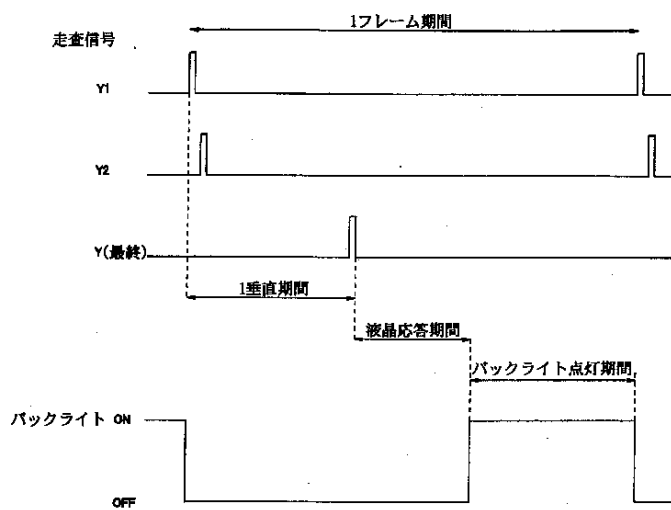 1フレーム期間
走査信号
Y1
Y2
Y(最終)
1垂直期間
液晶応答期間
バックライト点灯期間
バックライト ON
OFF